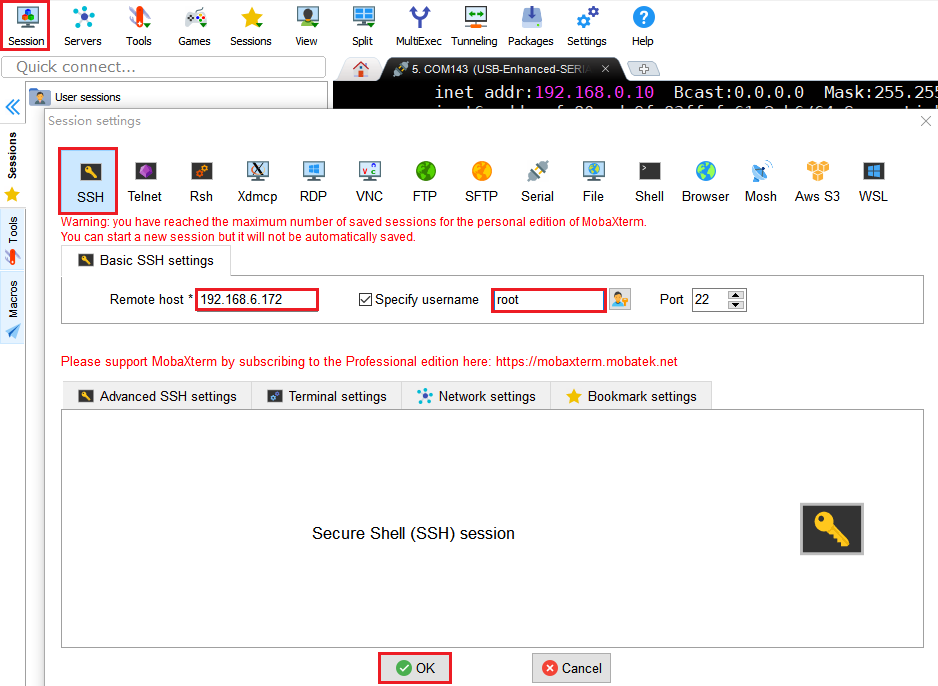 Session Servers Tools Games Sessions View Split MultiExec Tunneling Packages Settings Help
Quick connect...
5. COM143 (USB-Enhanced-SERI
inet addr:192.168.0.10 Bcast:0.0.0.0 Mask:255.255
User sessions
Sessions
Tools
Macros
Session settings
SSH Telnet Rsh Xdmcp RDP VNC FTP SFTP Serial File Shell Browser Mosh Aws S3 WSL
Warning: you have reached the maximum number of saved sessions for the personal edition of MobaXterm.
You can start a new session but it will not be automatically saved.
Basic SSH settings
Remote host * 192.168.6.172 Specify username root Port 22
Please support MobaXterm by subscribing to the Professional edition here: https://mobaxterm.mobatek.net
Advanced SSH settings Terminal settings Network settings Bookmark settings
Secure Shell (SSH) session
OK Cancel